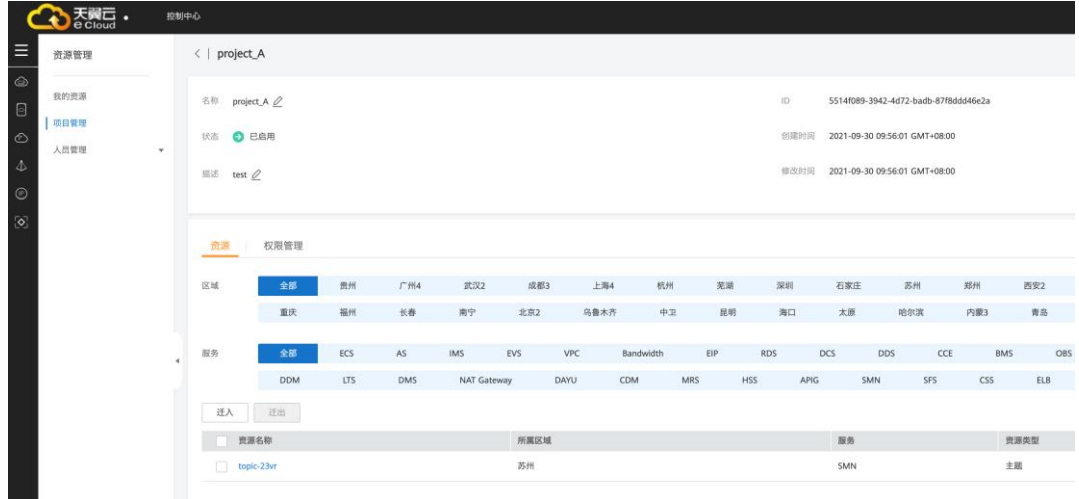 天翼云
e Cloud
控制中心
资源管理
我的资源
项目管理
人员管理
< | project_A
名称 project_A
ID 5514f089-3942-4d72-badb-87f8ddd46e2a
状态 已启用
创建时间 2021-09-30 09:56:01 GMT+08:00
描述 test
修改时间 2021-09-30 09:56:01 GMT+08:00
资源 权限管理
区域 全部 贵州 广州4 武汉2 成都3 上海4 杭州 芜湖 深圳 石家庄 苏州 郑州 西安2
重庆 福州 长春 南宁 北京2 乌鲁木齐 中卫 昆明 海口 太原 哈尔滨 内蒙3 青岛
服务 全部 ECS AS IMS EVS VPC Bandwidth EIP RDS DCS DDS CCE BMS OBS
DDM LTS DMS NAT Gateway DAYU CDM MRS HSS APIG SMN SFS CSS ELB
迁入 迁出
资源名称 所属区域 服务 资源类型
topic-23vr 苏州 SMN 主题